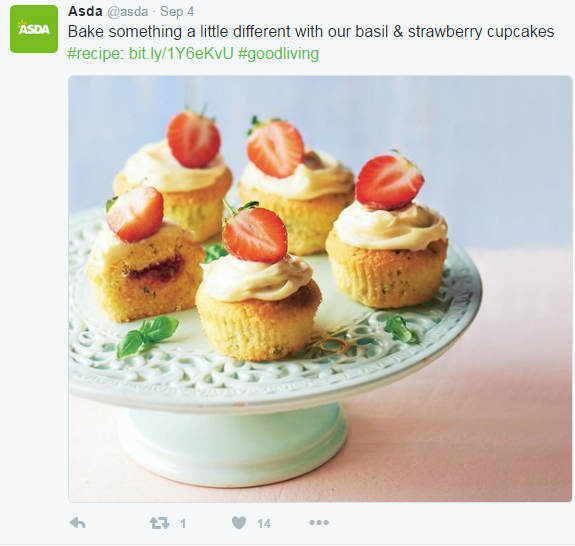 ASDA
Asda @asda · Sep 4
Bake something a little different with our basil & strawberry cupcakes
#recipe: bit.ly/1Y6eKvU #goodliving
1 14